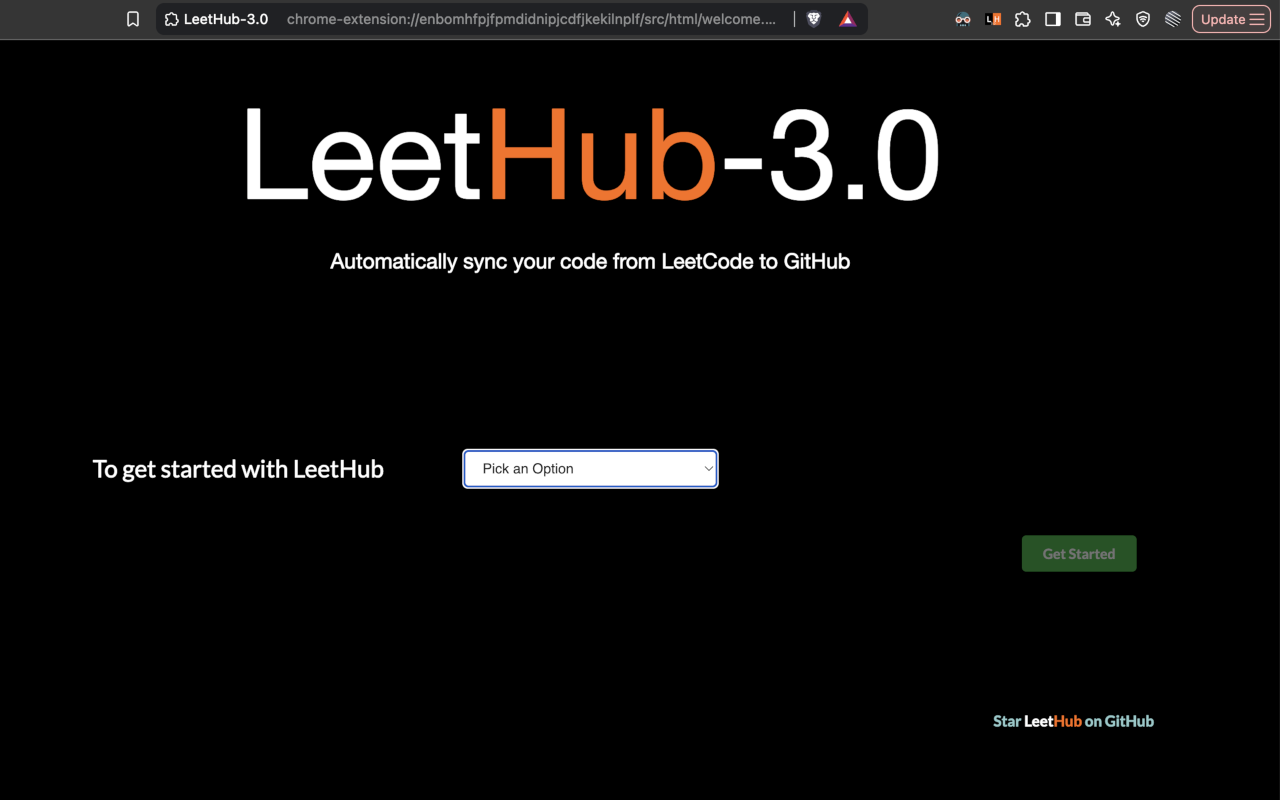 LeetHub-3.0 chrome-extension://enbomhfpjfpmdidnipjcdfjkekilnplf/src/html/welcome.... LH Update
LeetHub-3.0
Automatically sync your code from LeetCode to GitHub
To get started with LeetHub Pick an Option
Get Started
Star LeetHub on GitHub